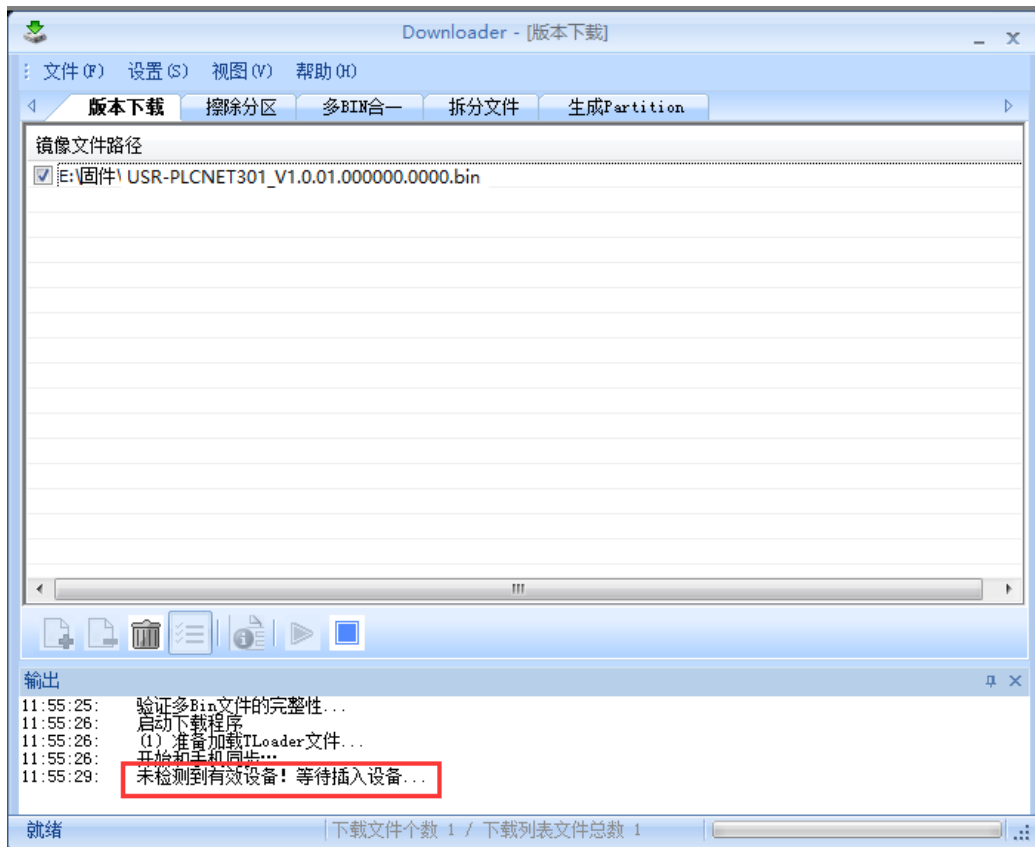 Downloader - [版本下载]
文件(F) 设置(S) 视图(V) 帮助(H)
版本下载 擦除分区 多BIN合一 拆分文件 生成Partition
镜像文件路径
E:\固件\ USR-PLCNET301_V1.0.01.000000.0000.bin
输出
11:55:25: 验证多Bin文件的完整性...
11:55:26: 启动下载程序
11:55:26: (1) 准备加载TLoader文件...
11:55:26: 开始和手机同步…
11:55:29: 未检测到有效设备！等待插入设备...
就绪 下载文件个数 1 / 下载列表文件总数 1